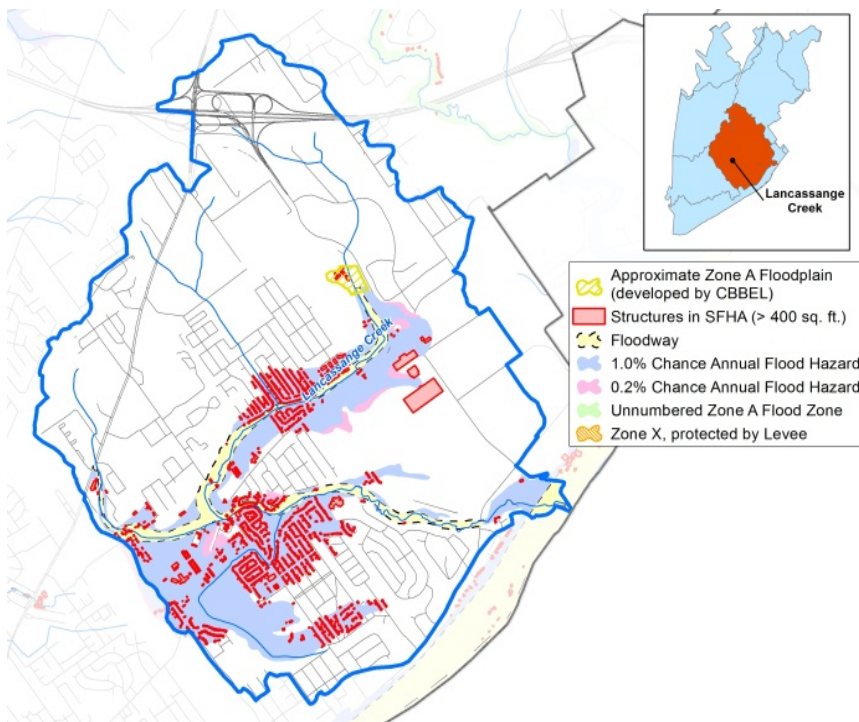 Lancassange
Creek
Approximate Zone A Floodplain
(developed by CBBEL)
Structures in SFHA (> 400 sq. ft.)
Floodway
1.0% Chance Annual Flood Hazard
0.2% Chance Annual Flood Hazard
Unnumbered Zone A Flood Zone
Zone X, protected by Levee
Lancassange Creek